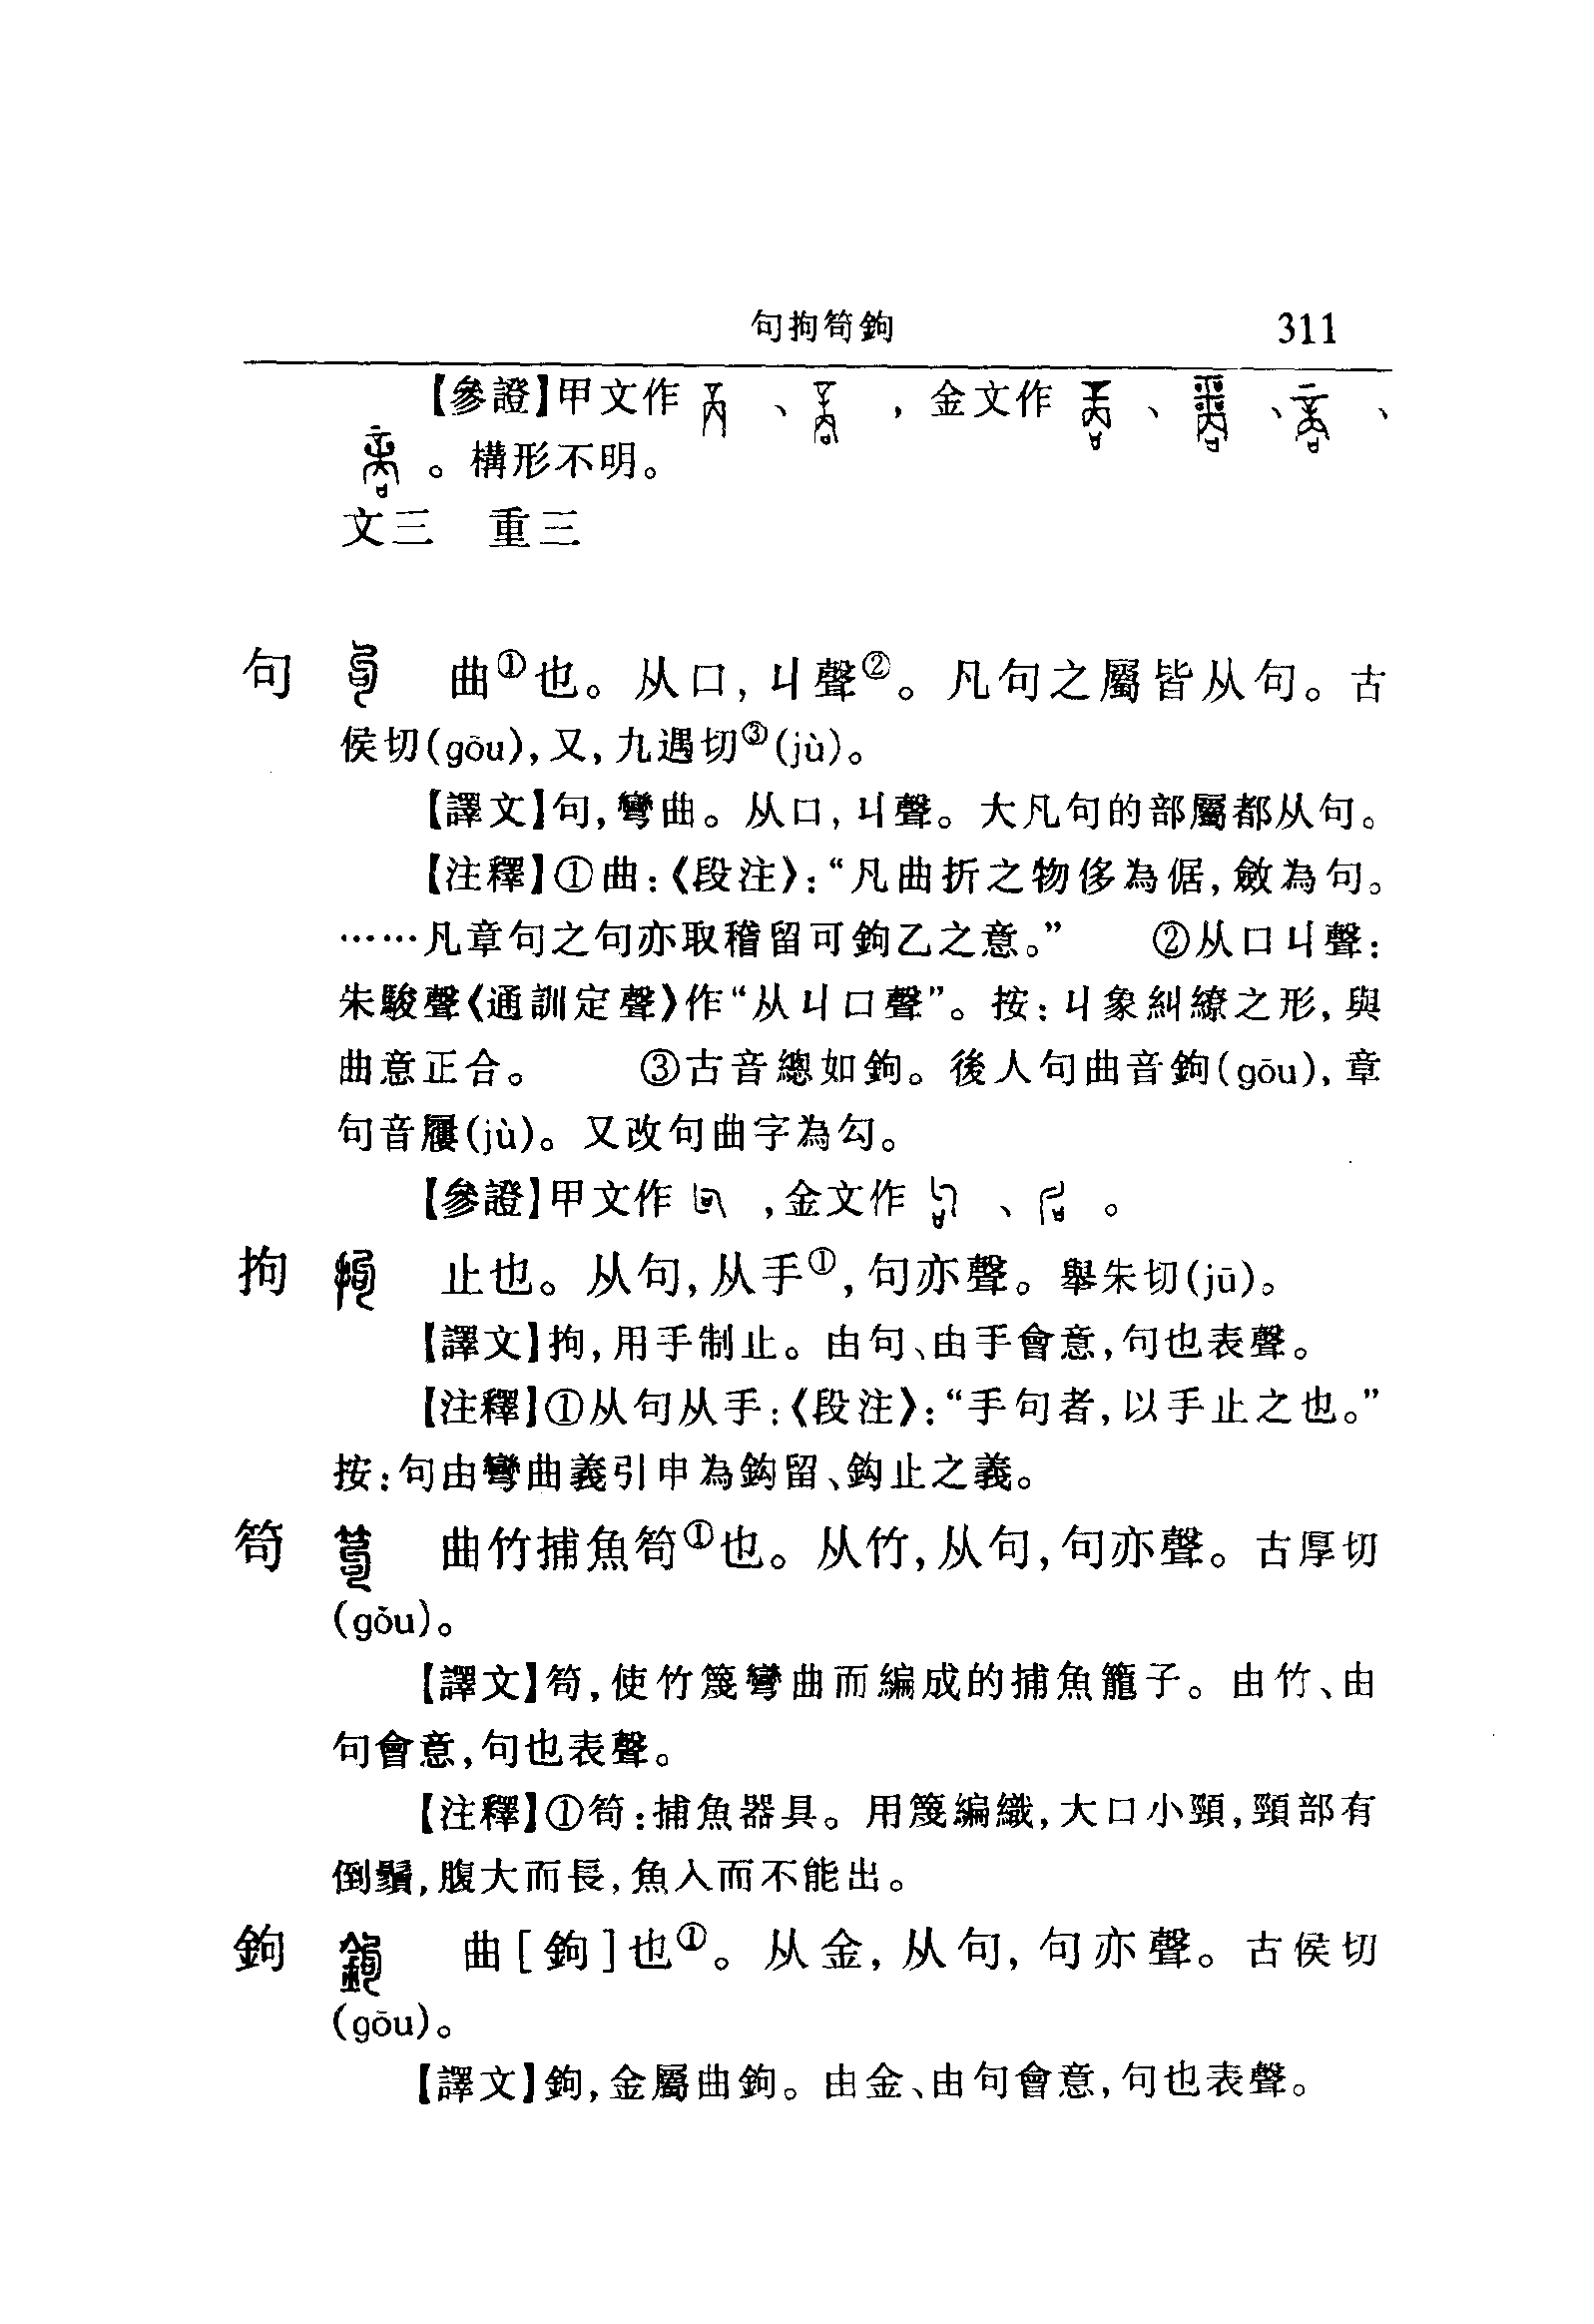 句拘笱鉤 311
【參證】甲文作 、 ，金文作 、 、 、
。構形不明。
文三 重三
句 曲①也。从口，丩聲②。凡句之屬皆从句。古
侯切(gōu)，又，九遇切③(jù)。
【譯文】句，彎曲。从口，丩聲。大凡句的部屬都从句。
【注釋】①曲：《段注》：“凡曲折之物侈為倨，斂為句。
……凡章句之句亦取稽留可鉤乙之意。” ②从口丩聲：
朱駿聲《通訓定聲》作“从丩口聲”。按：丩象糾繚之形，與
曲意正合。 ③古音總如鉤。後人句曲音鉤(gōu)，章
句音屨(jù)。又改句曲字為勾。
【參證】甲文作 ，金文作 、 。
拘 止也。从句，从手①，句亦聲。舉朱切(jū)。
【譯文】拘，用手制止。由句、由手會意，句也表聲。
【注釋】①从句从手：《段注》：“手句者，以手止之也。”
按：句由彎曲義引申為鈎留、鈎止之義。
笱 曲竹捕魚笱①也。从竹，从句，句亦聲。古厚切
(gǒu)。
【譯文】笱，使竹篾彎曲而編成的捕魚籠子。由竹、由
句會意，句也表聲。
【注釋】①笱：捕魚器具。用篾編織，大口小頸，頸部有
倒鬚，腹大而長，魚入而不能出。
鉤 曲［鉤］也①。从金，从句，句亦聲。古侯切
(gōu)。
【譯文】鉤，金屬曲鉤。由金、由句會意，句也表聲。